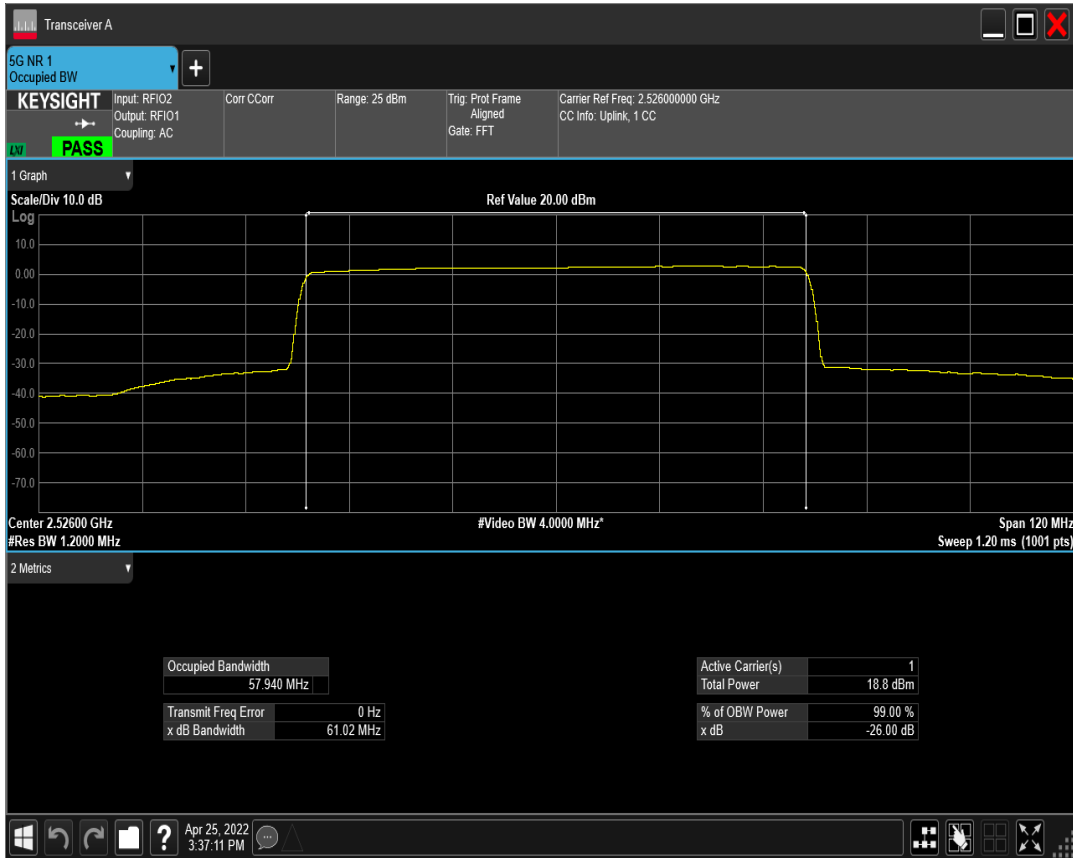 Transceiver A
5G NR 1
Occupied BW
KEYSIGHT
LXI
PASS
Input: RFIO2
Output: RFIO1
Coupling: AC
Corr CCorr
Range: 25 dBm
Trig: Prot Frame
Aligned
Gate: FFT
Carrier Ref Freq: 2.526000000 GHz
CC Info: Uplink, 1 CC
1 Graph
Scale/Div 10.0 dB
Ref Value 20.00 dBm
Log
10.0
0.00
-10.0
-20.0
-30.0
-40.0
-50.0
-60.0
-70.0
Center 2.52600 GHz
#Video BW 4.0000 MHz*
Span 120 MHz
#Res BW 1.2000 MHz
Sweep 1.20 ms (1001 pts)
2 Metrics
Occupied Bandwidth
57.940 MHz
Transmit Freq Error 0 Hz
x dB Bandwidth 61.02 MHz
Active Carrier(s) 1
Total Power 18.8 dBm
% of OBW Power 99.00 %
x dB -26.00 dB
?
Apr 25, 2022
3:37:11 PM